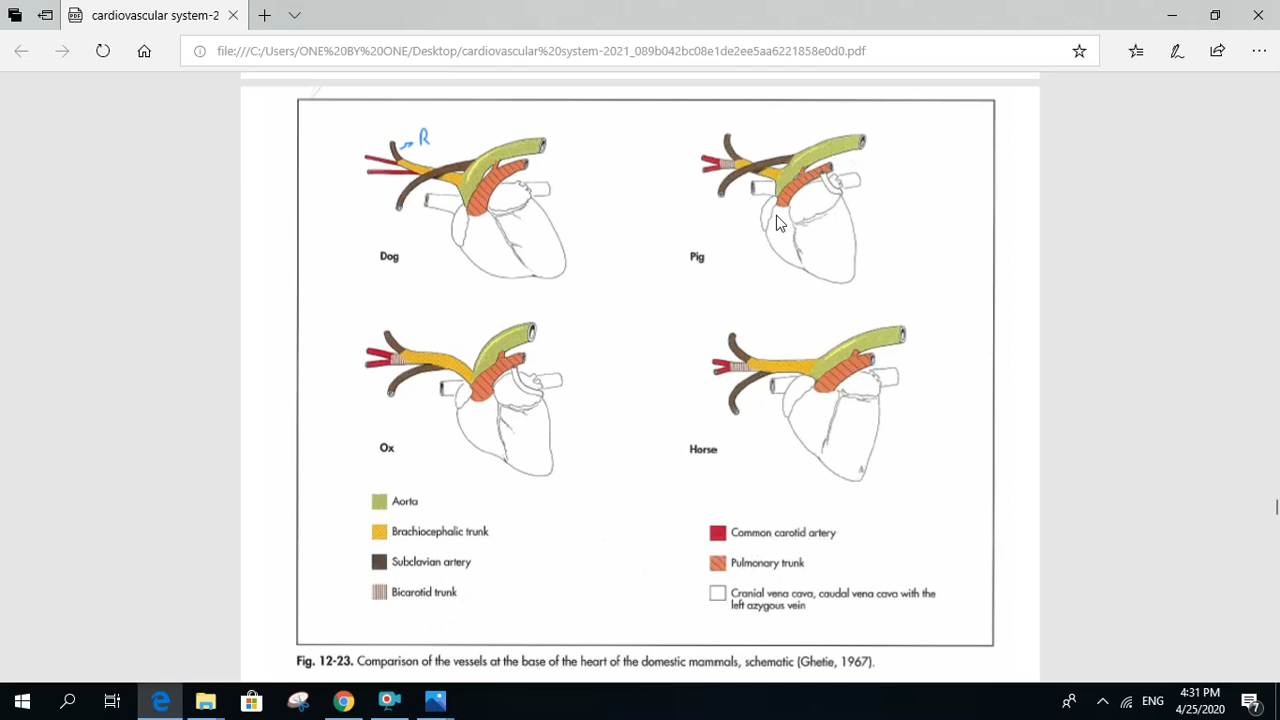 cardiovascular system-2
file:///C:/Users/ONE%20BY%20ONE/Desktop/cardiovascular%20system-2021_089b042bc08e1de2ee5aa6221858e0d0.pdf
R
Dog
Pig
Ox
Horse
Aorta
Brachiocephalic trunk
Subclavian artery
Bicarotid trunk
Common carotid artery
Pulmonary trunk
Cranial vena cava, caudal vena cava with the
left azygous vein
Fig. 12-23. Comparison of the vessels at the base of the heart of the domestic mammals, schematic (Ghetie, 1967).
ENG
4:31 PM
4/25/2020
7